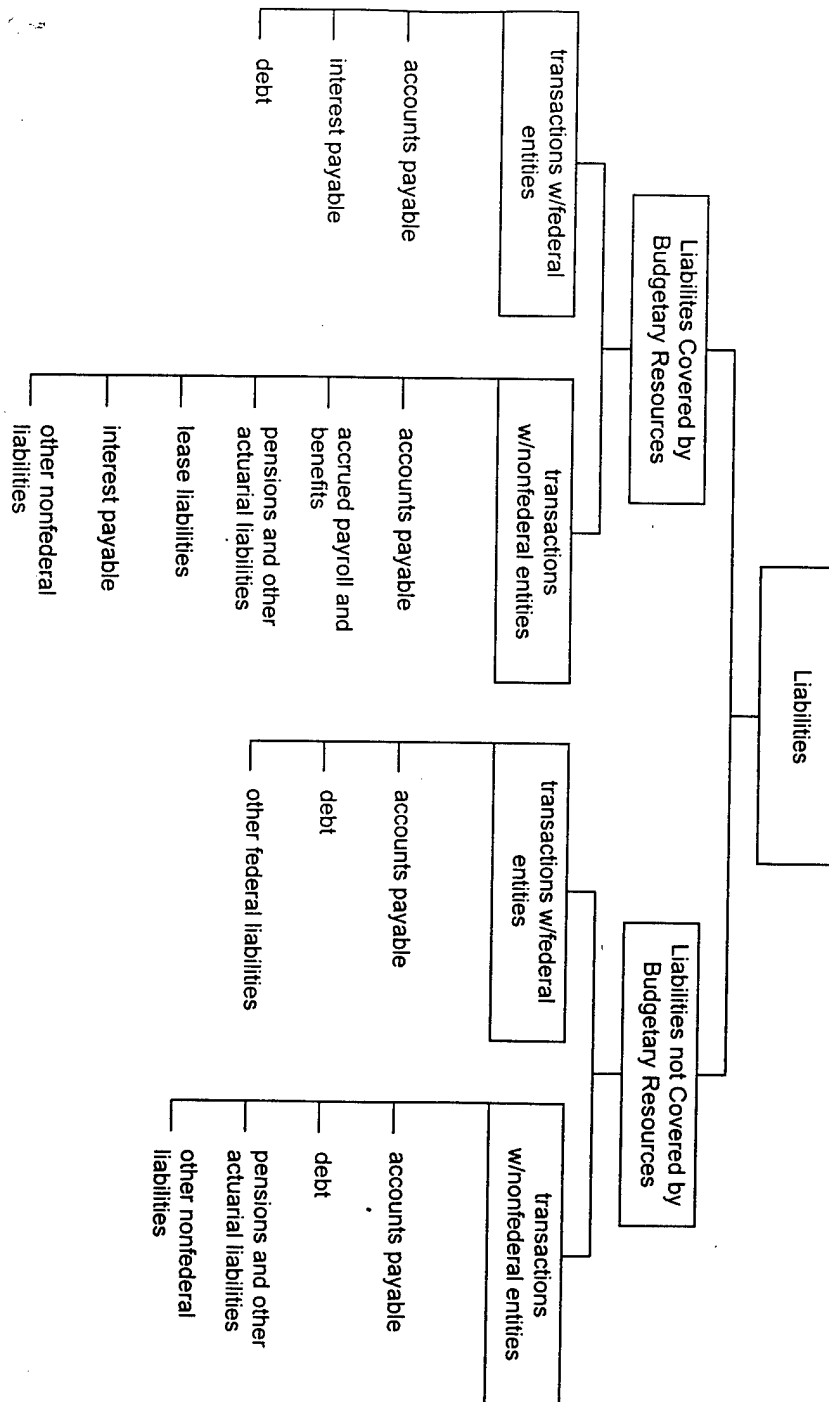 Liabilities
Liabilites Covered by
Budgetary Resources
transactions w/federal
entities
accounts payable
interest payable
debt
transactions
w/nonfederal entities
accounts payable
accrued payroll and
benefits
pensions and other
actuarial liabilities
lease liabilities
interest payable
other nonfederal
liabilities
Liabilities not Covered by
Budgetary Resources
transactions w/federal
entities
accounts payable
debt
other federal liabilities
transactions
w/nonfederal entities
accounts payable
debt
pensions and other
actuarial liabilities
other nonfederal
liabilities